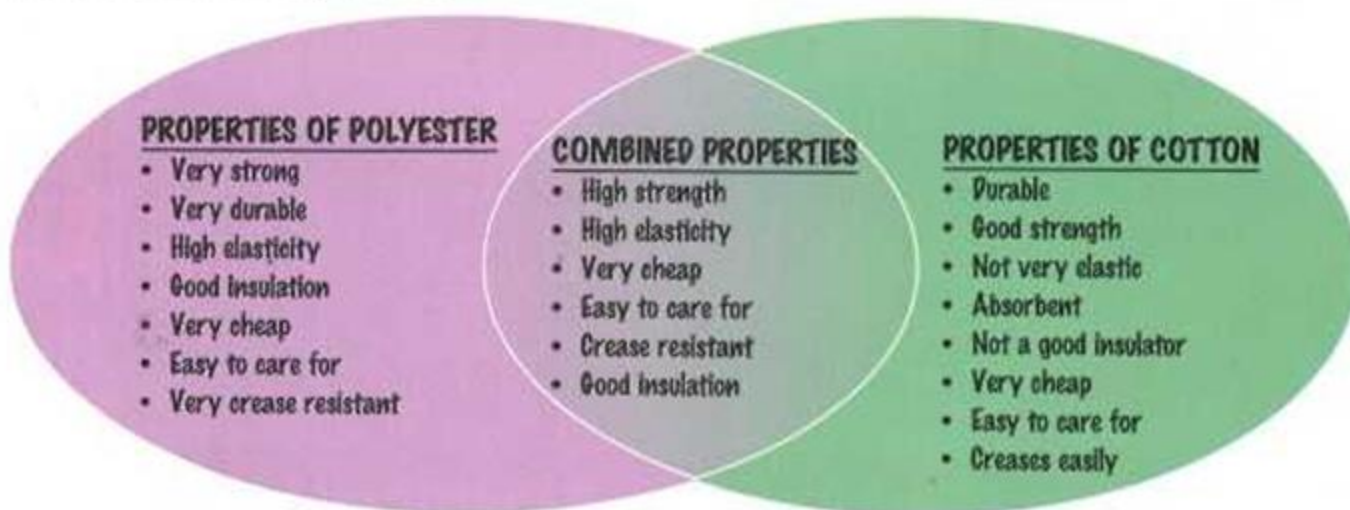 PROPERTIES OF POLYESTER
• Very strong
• Very durable
• High elasticity
• Good insulation
• Very cheap
• Easy to care for
• Very crease resistant
COMBINED PROPERTIES
• High strength
• High elasticity
• Very cheap
• Easy to care for
• Crease resistant
• Good insulation
PROPERTIES OF COTTON
• Durable
• Good strength
• Not very elastic
• Absorbent
• Not a good insulator
• Very cheap
• Easy to care for
• Creases easily